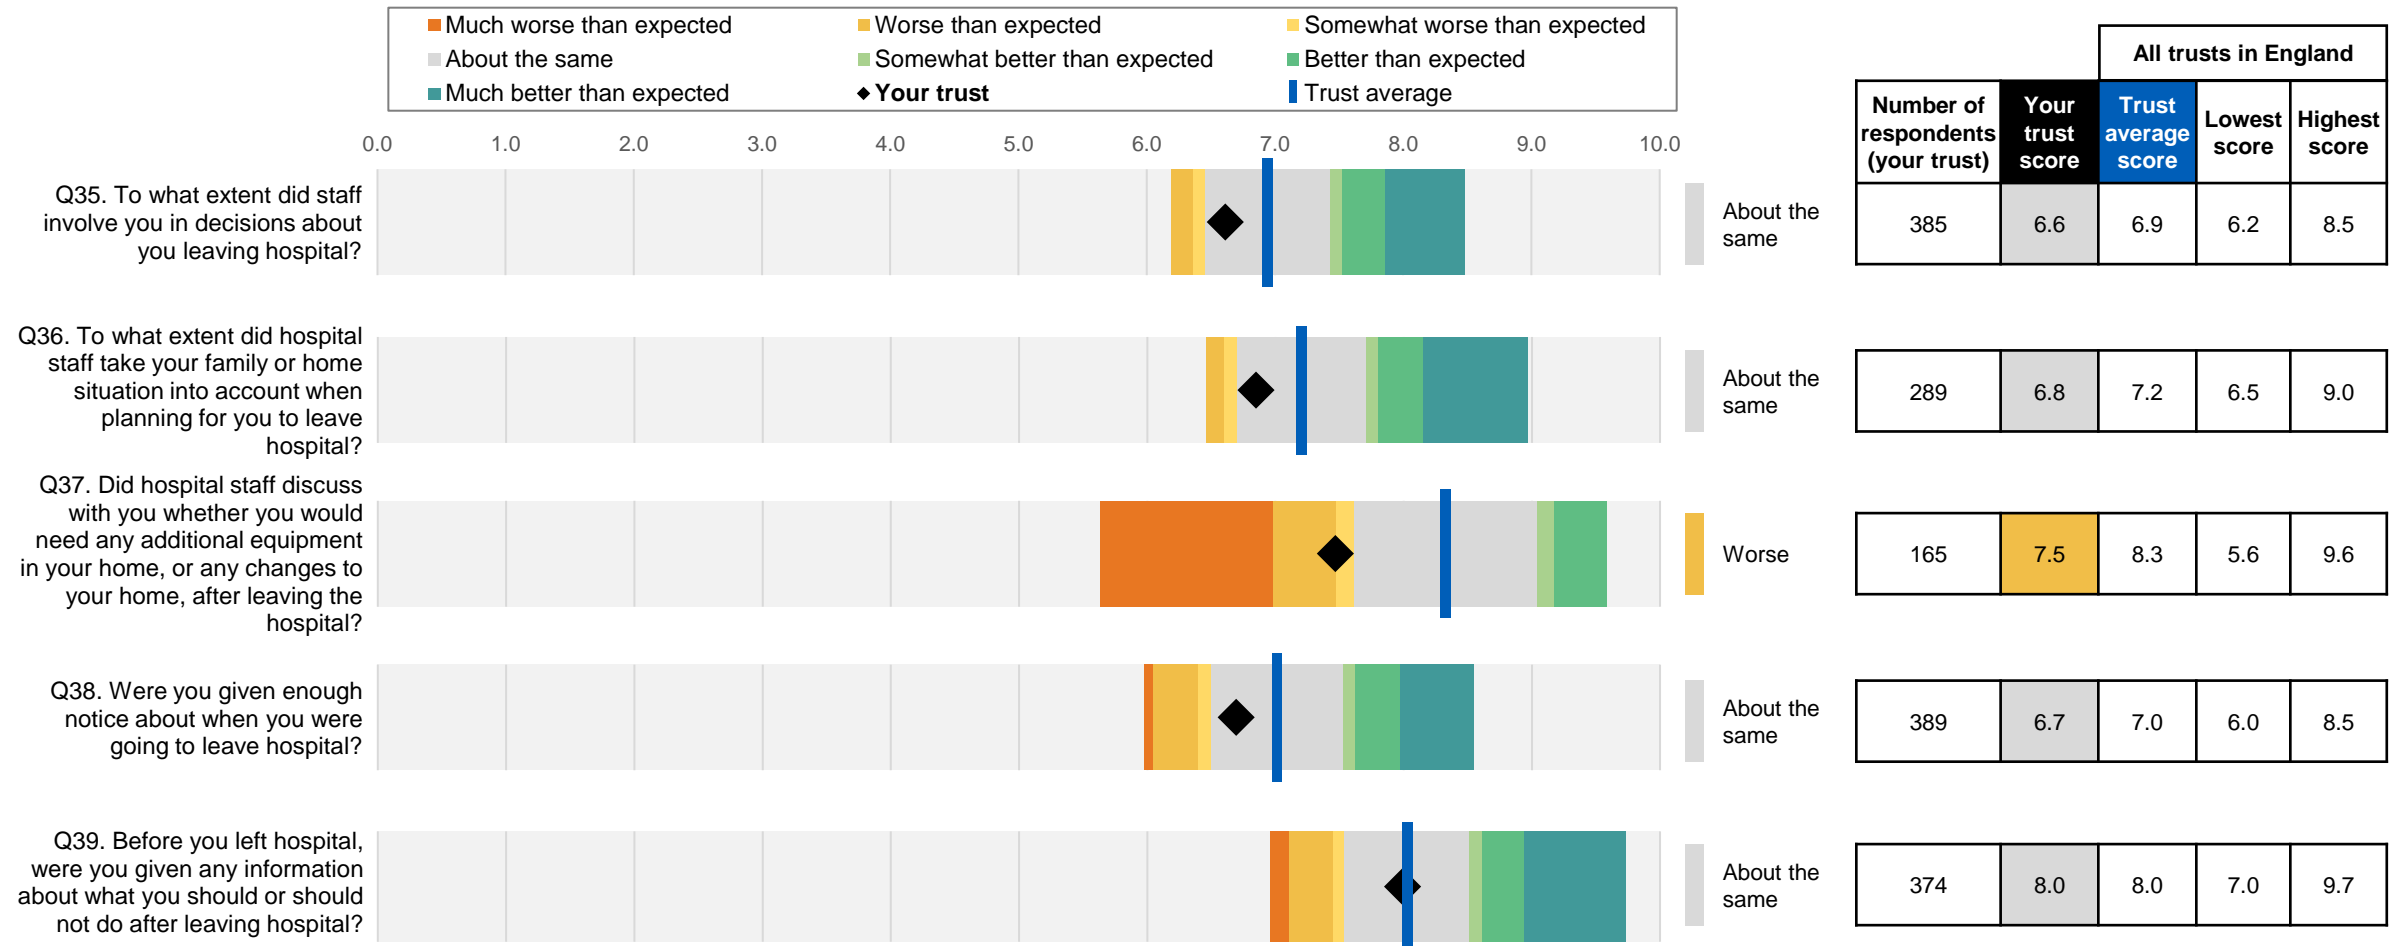 Much worse than expected
Worse than expected
Somewhat worse than expected
About the same
Somewhat better than expected
Better than expected
Much better than expected
Your trust
Trust average
All trusts in England
Number of
respondents
(your trust)
Your
trust
score
Trust
average
score
Lowest
score
Highest
score
0.0 1.0 2.0 3.0 4.0 5.0 6.0 7.0 8.0 9.0 10.0
Q35. To what extent did staff
involve you in decisions about
you leaving hospital?
About the
same
385 6.6 6.9 6.2 8.5
Q36. To what extent did hospital
staff take your family or home
situation into account when
planning for you to leave
hospital?
About the
same
289 6.8 7.2 6.5 9.0
Q37. Did hospital staff discuss
with you whether you would
need any additional equipment
in your home, or any changes to
your home, after leaving the
hospital?
Worse
165 7.5 8.3 5.6 9.6
Q38. Were you given enough
notice about when you were
going to leave hospital?
About the
same
389 6.7 7.0 6.0 8.5
Q39. Before you left hospital,
were you given any information
about what you should or should
not do after leaving hospital?
About the
same
374 8.0 8.0 7.0 9.7